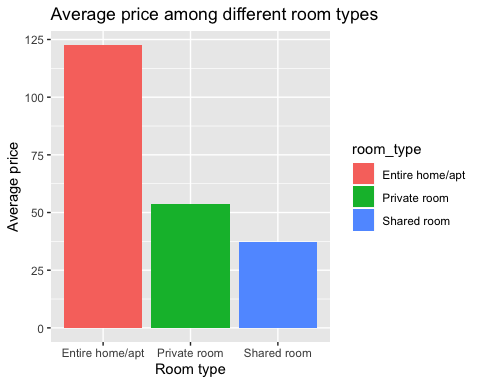 Average price among different room types
125
100
75
50
25
0
Average price
Entire home/apt Private room Shared room
Room type
room_type
Entire home/apt
Private room
Shared room